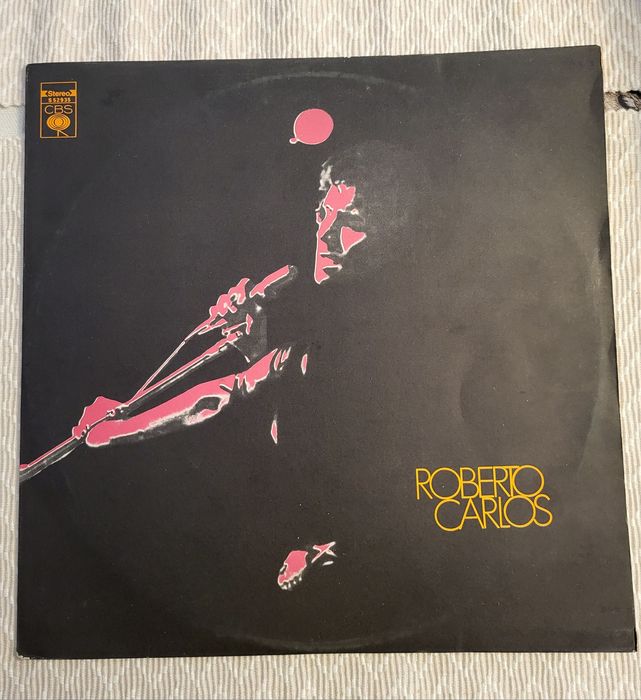 Stereo
S 52935
CBS
ROBERTO
CARLOS